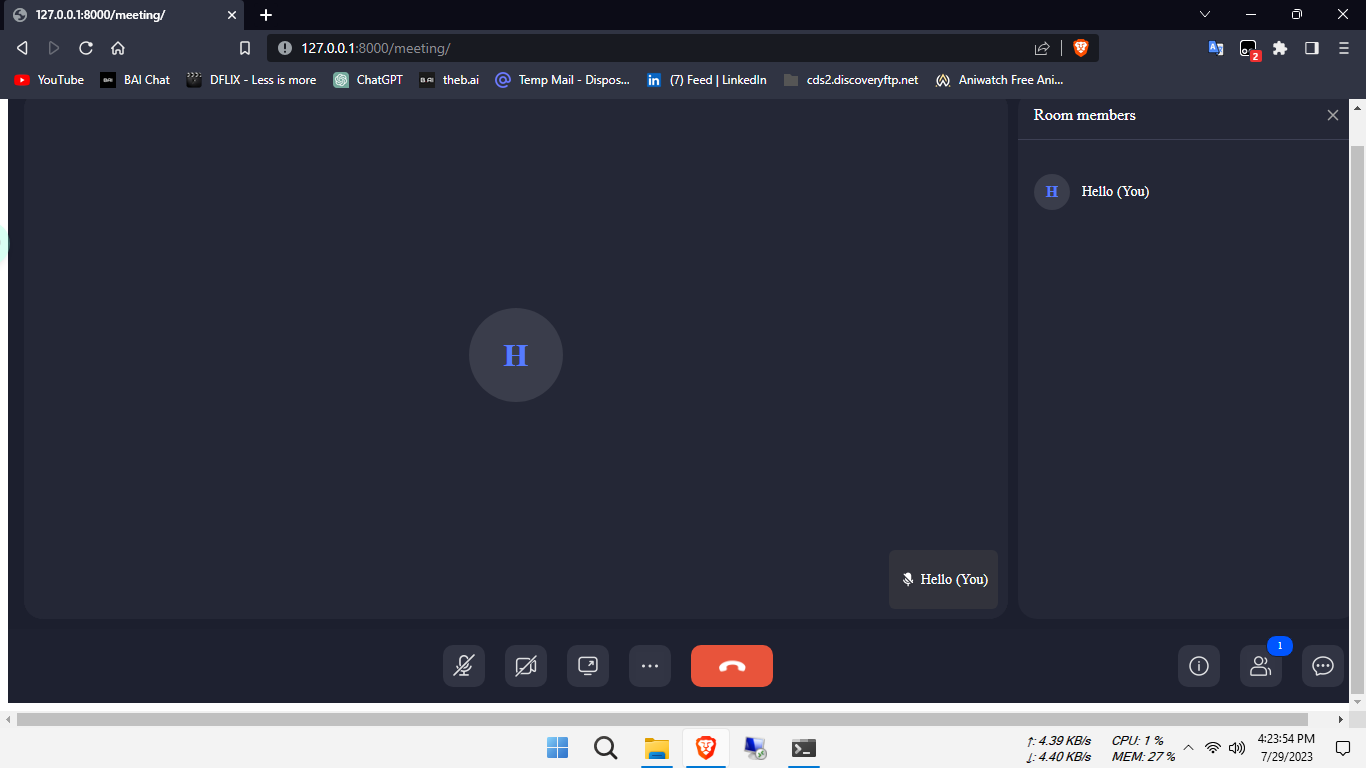 127.0.0.1:8000/meeting/
127.0.0.1:8000/meeting/
2
YouTube
BAI Chat
DFLIX - Less is more
ChatGPT
B AI
theb.ai
Temp Mail - Dispos...
(7) Feed | LinkedIn
cds2.discoveryftp.net
Aniwatch Free Ani...
Room members
H
Hello (You)
H
Hello (You)
1
↑: 4.39 KB/s
CPU: 1 %
4:23:54 PM
↓: 4.40 KB/s
MEM: 27 %
7/29/2023